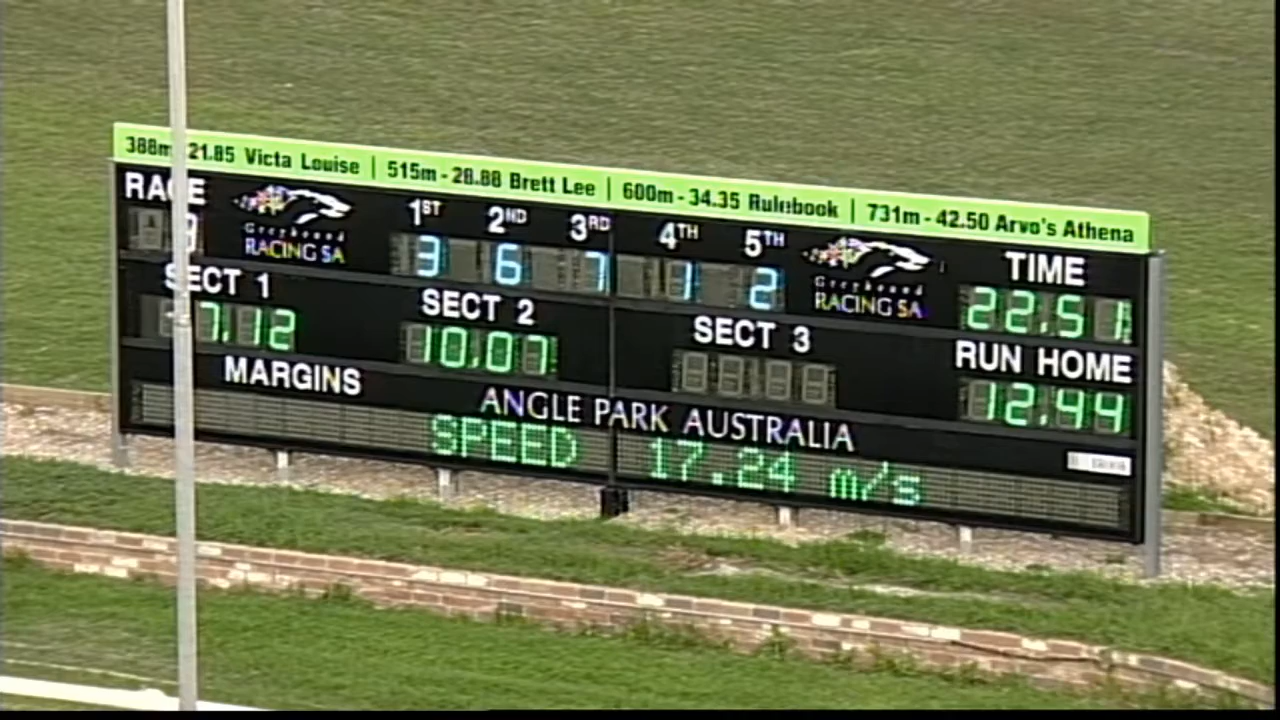 388m 21.85 Victa Louise | 515m - 28.88 Brett Lee | 600m - 34.35 Rulebook | 731m - 42.50 Arvo's Athena
RACE Greyhound RACING SA 1ST 2ND 3RD 4TH 5TH Greyhound RACING SA TIME
3 6 7 1 2 22.51
SECT 1 SECT 2 SECT 3 RUN HOME
7.12 10.07 12.44
MARGINS ANGLE PARK AUSTRALIA
SPEED 17.24 m/s